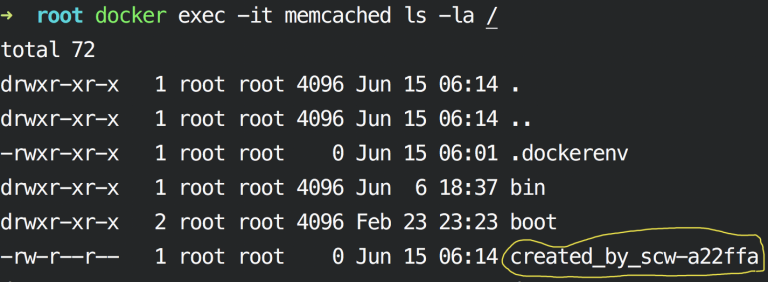 → root docker exec -it memcached ls -la /
total 72
drwxr-xr-x 1 root root 4096 Jun 15 06:14 .
drwxr-xr-x 1 root root 4096 Jun 15 06:14 ..
-rwxr-xr-x 1 root root 0 Jun 15 06:01 .dockerenv
drwxr-xr-x 1 root root 4096 Jun 6 18:37 bin
drwxr-xr-x 2 root root 4096 Feb 23 23:23 boot
-rw-r--r-- 1 root root 0 Jun 15 06:14 created_by_scw-a22ffa